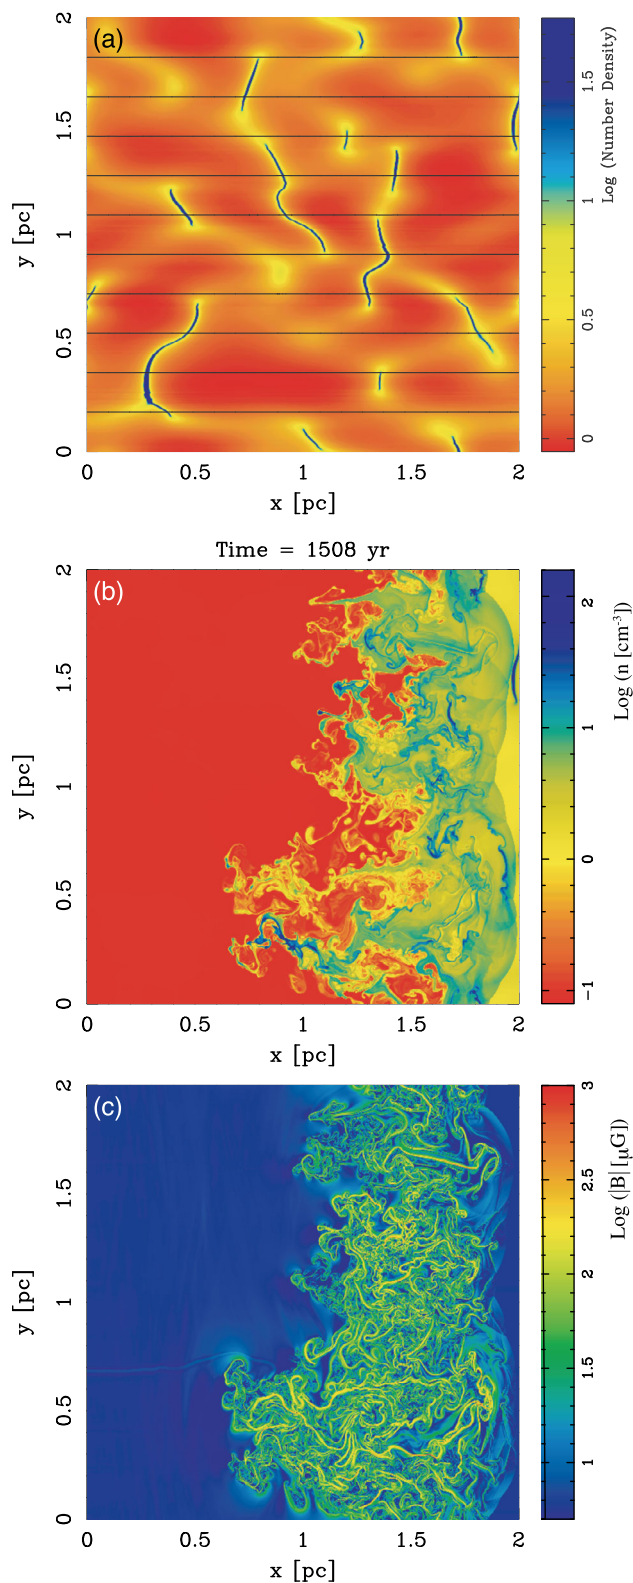 (a)
2
1.5
1
0.5
0
y [pc]
0 0.5 1 1.5 2
x [pc]
1.5
1
0.5
0
Log (Number Density)
Time = 1508 yr
(b)
2
1.5
1
0.5
0
y [pc]
0 0.5 1 1.5 2
x [pc]
2
1
0
−1
Log (n [cm⁻³])
(c)
2
1.5
1
0.5
0
y [pc]
0 0.5 1 1.5 2
x [pc]
3
2.5
2
1.5
1
Log (|B| [μG])